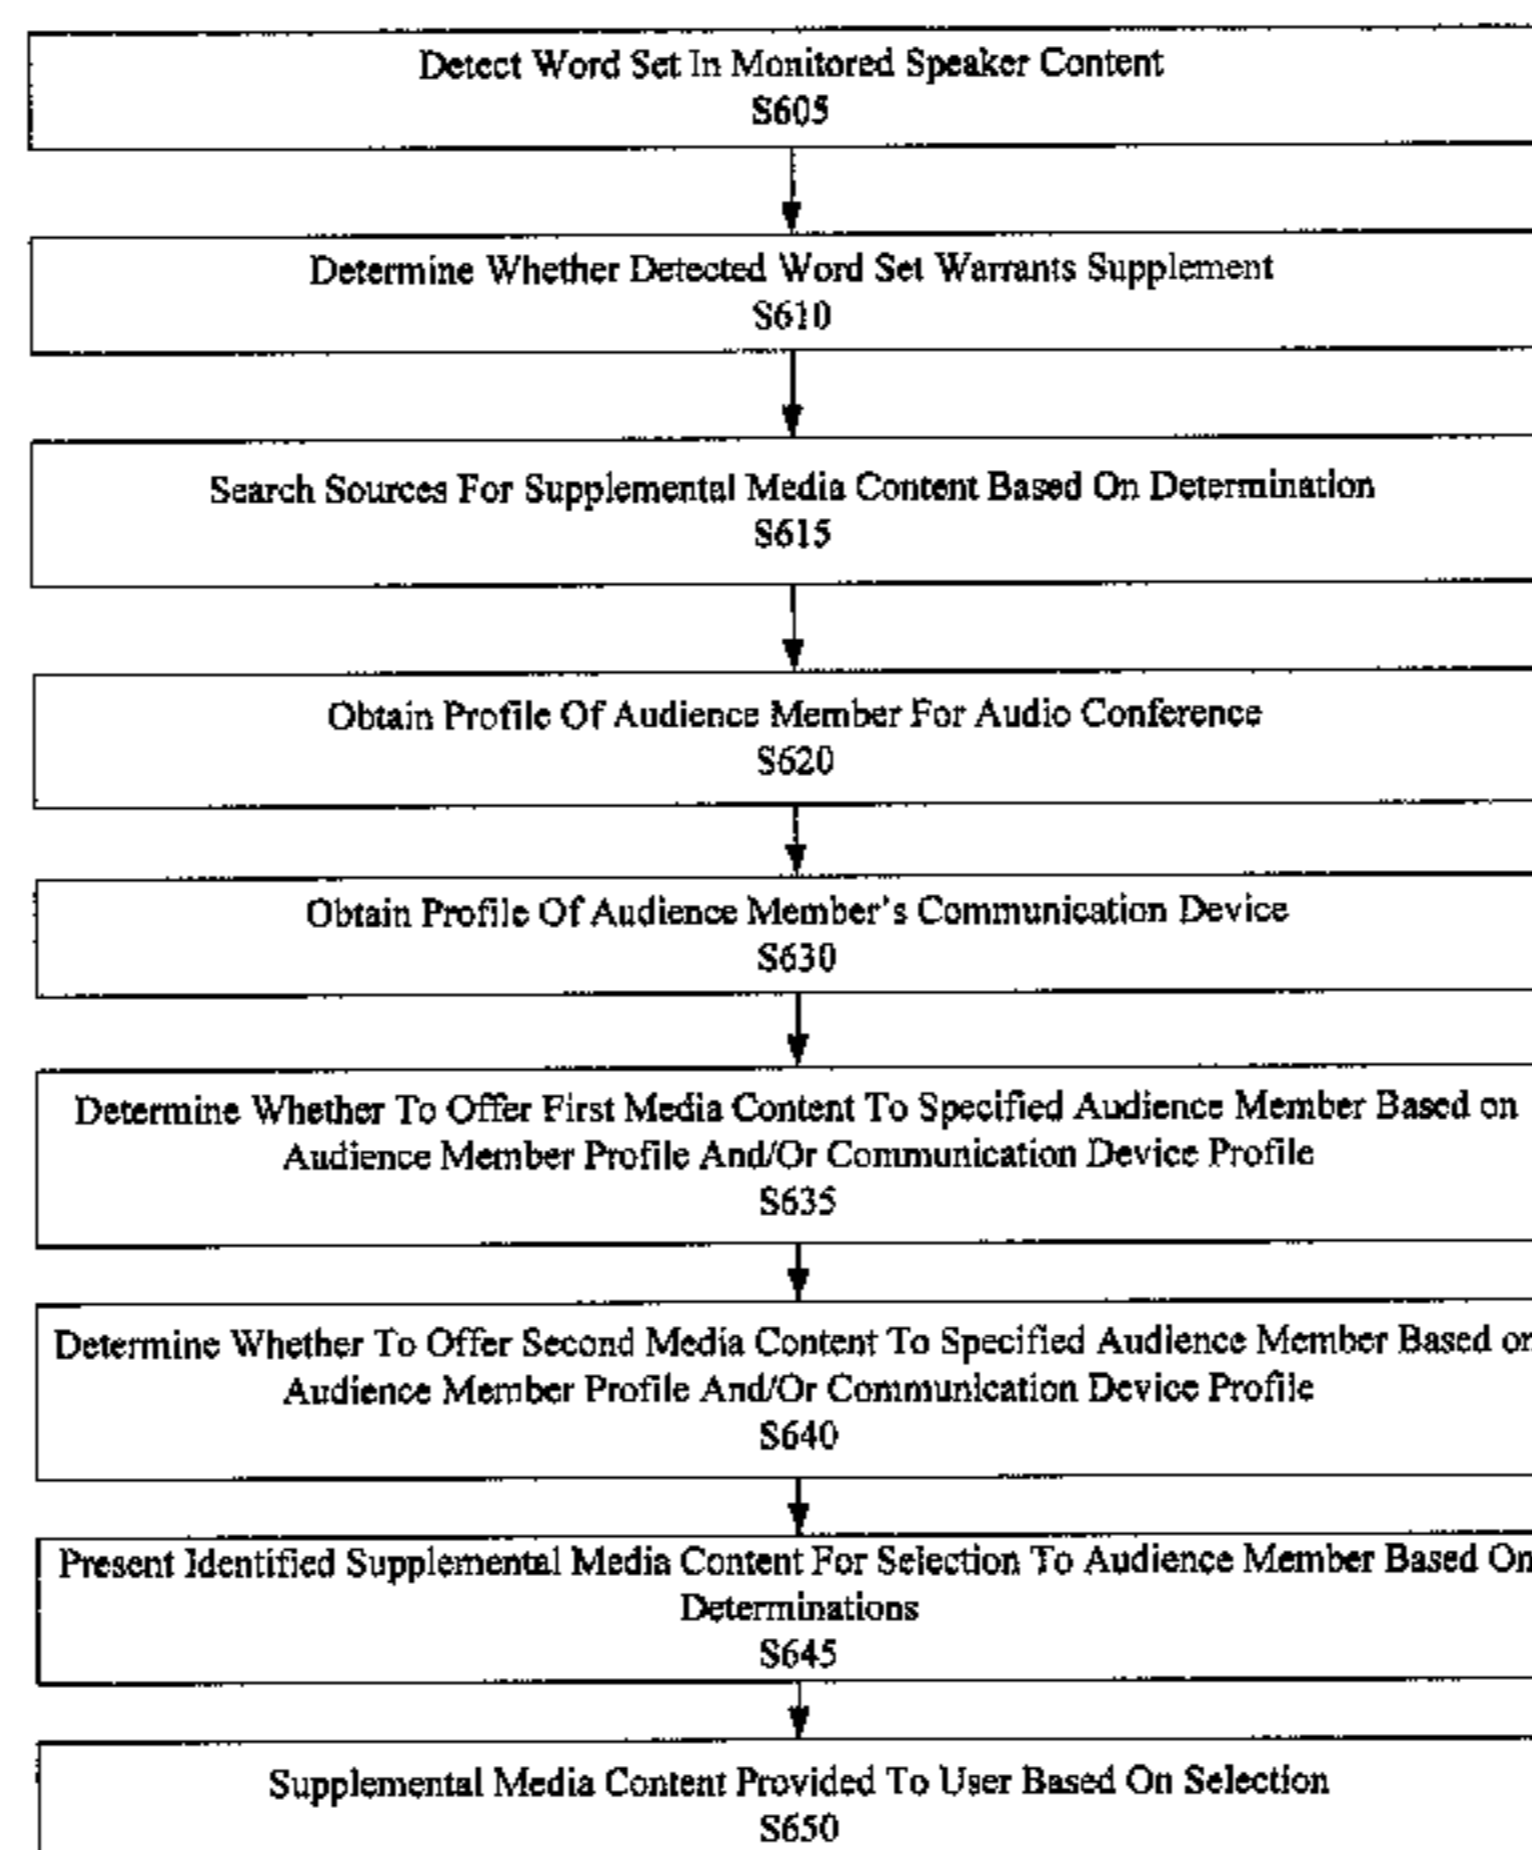 Detect Word Set In Monitored Speaker Content
S605
Determine Whether Detected Word Set Warrants Supplement
S610
Search Sources For Supplemental Media Content Based On Determination
S615
Obtain Profile Of Audience Member For Audio Conference
S620
Obtain Profile Of Audience Member's Communication Device
S630
Determine Whether To Offer First Media Content To Specified Audience Member Based on
Audience Member Profile And/Or Communication Device Profile
S635
Determine Whether To Offer Second Media Content To Specified Audience Member Based on
Audience Member Profile And/Or Communication Device Profile
S640
Present Identified Supplemental Media Content For Selection To Audience Member Based On
Determinations
S645
Supplemental Media Content Provided To User Based On Selection
S650